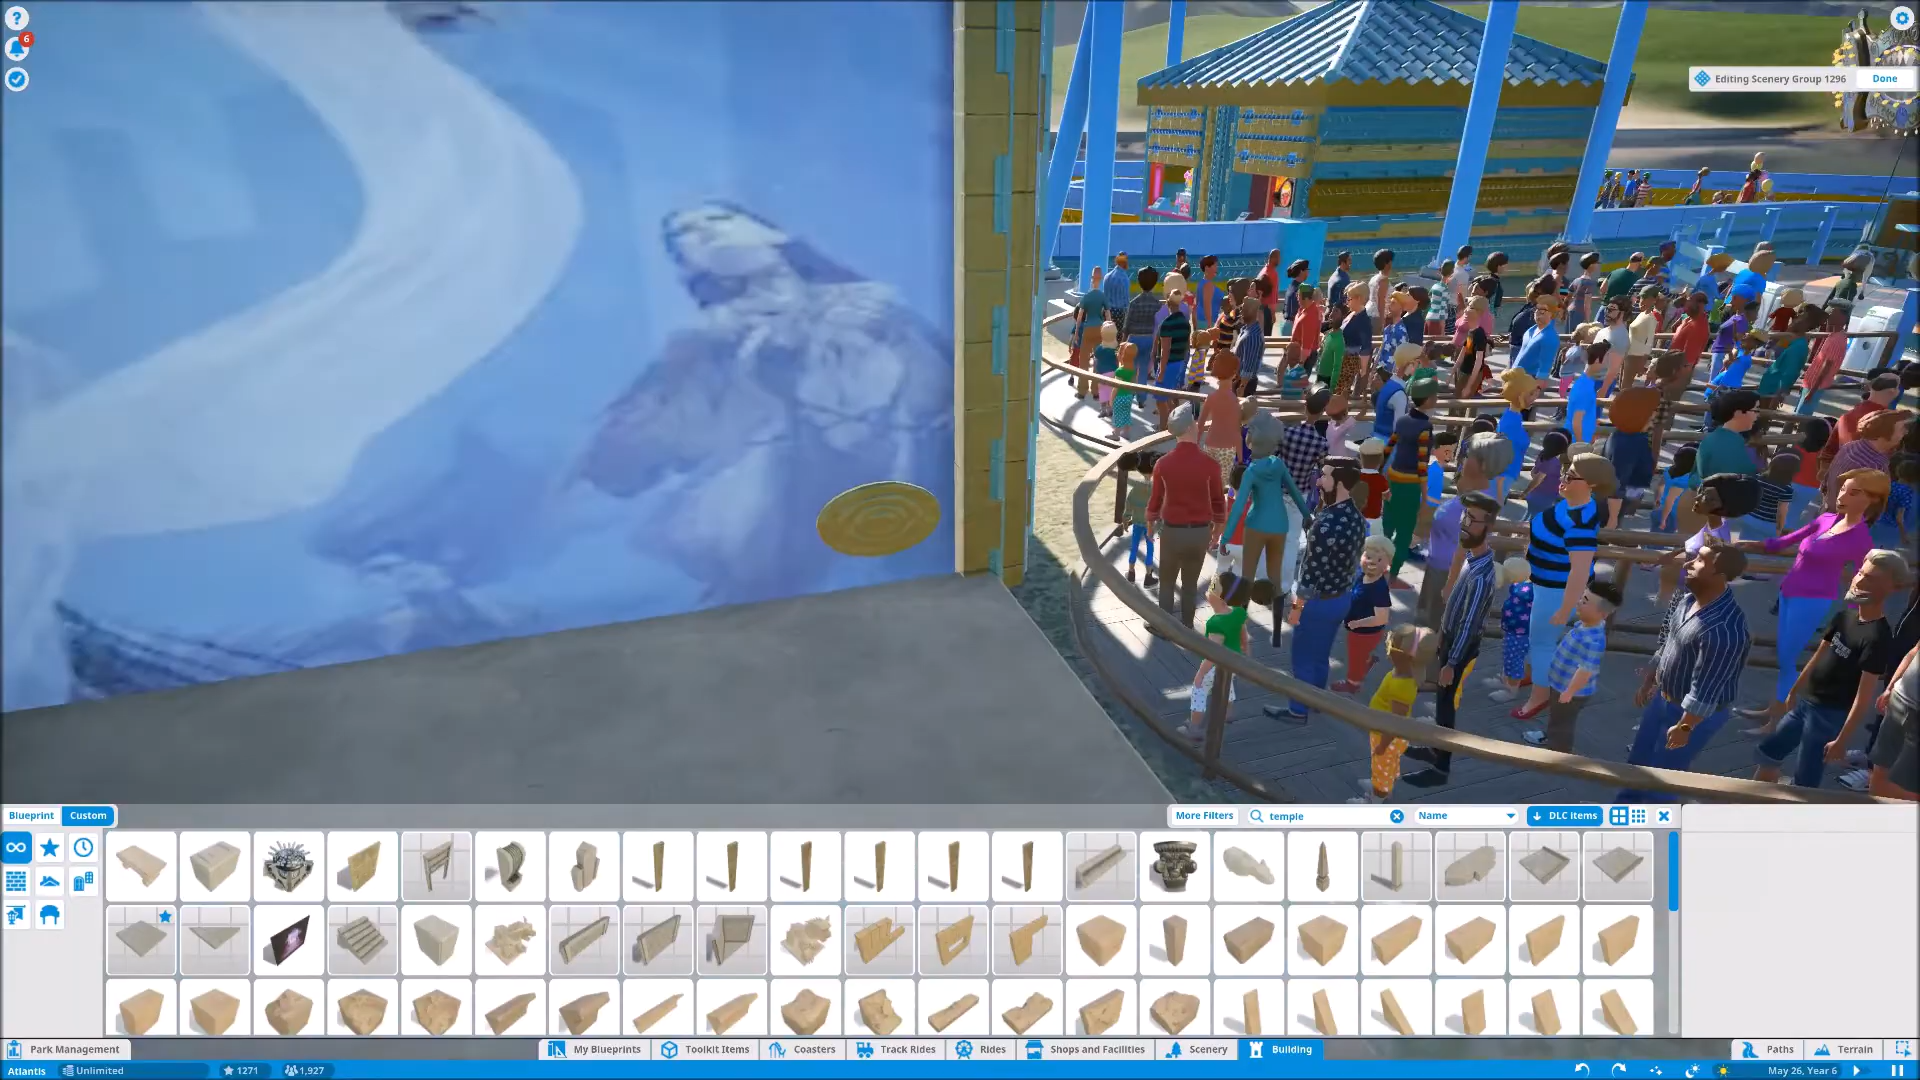 ?
6
Editing Scenery Group 1296 Done
Blueprint Custom
More Filters temple Name DLC Items
Park Management My Blueprints Toolkit Items Coasters Track Rides Rides Shops and Facilities Scenery Building Paths Terrain
Atlantis Unlimited 1271 1,927 May 26, Year 6